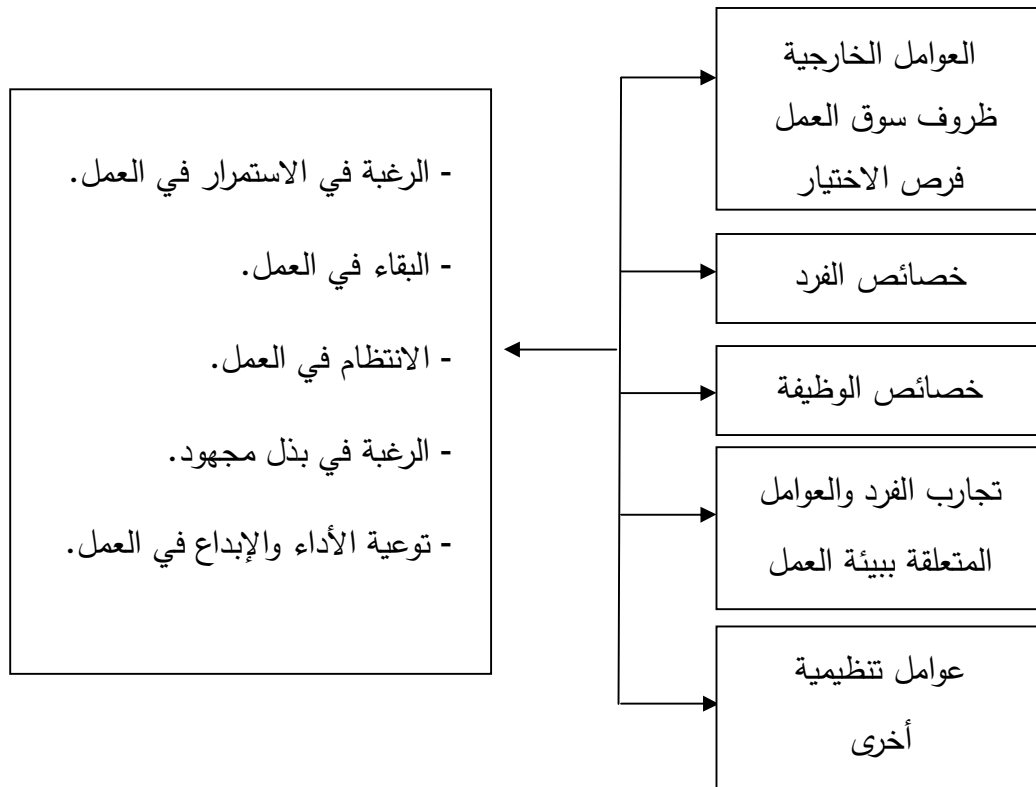 العوامل الخارجية
ظروف سوق العمل
فرص الاختيار
خصائص الفرد
خصائص الوظيفة
تجارب الفرد والعوامل
المتعلقة ببيئة العمل
عوامل تنظيمية
أخرى
- الرغبة في الاستمرار في العمل.
- البقاء في العمل.
- الانتظام في العمل.
- الرغبة في بذل مجهود.
- توعية الأداء والإبداع في العمل.